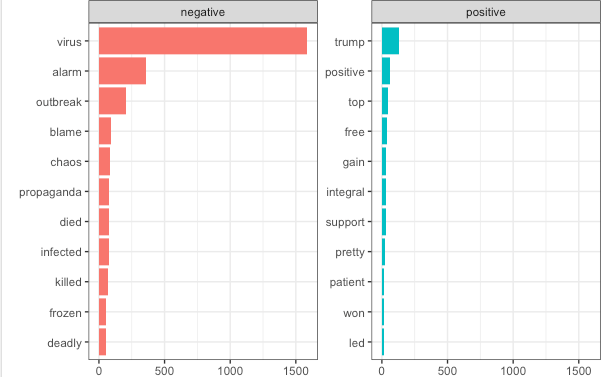 negative
positive
virus
alarm
outbreak
blame
chaos
propaganda
died
infected
killed
frozen
deadly
0 500 1000 1500
trump
positive
top
free
gain
integral
support
pretty
patient
won
led
0 500 1000 1500